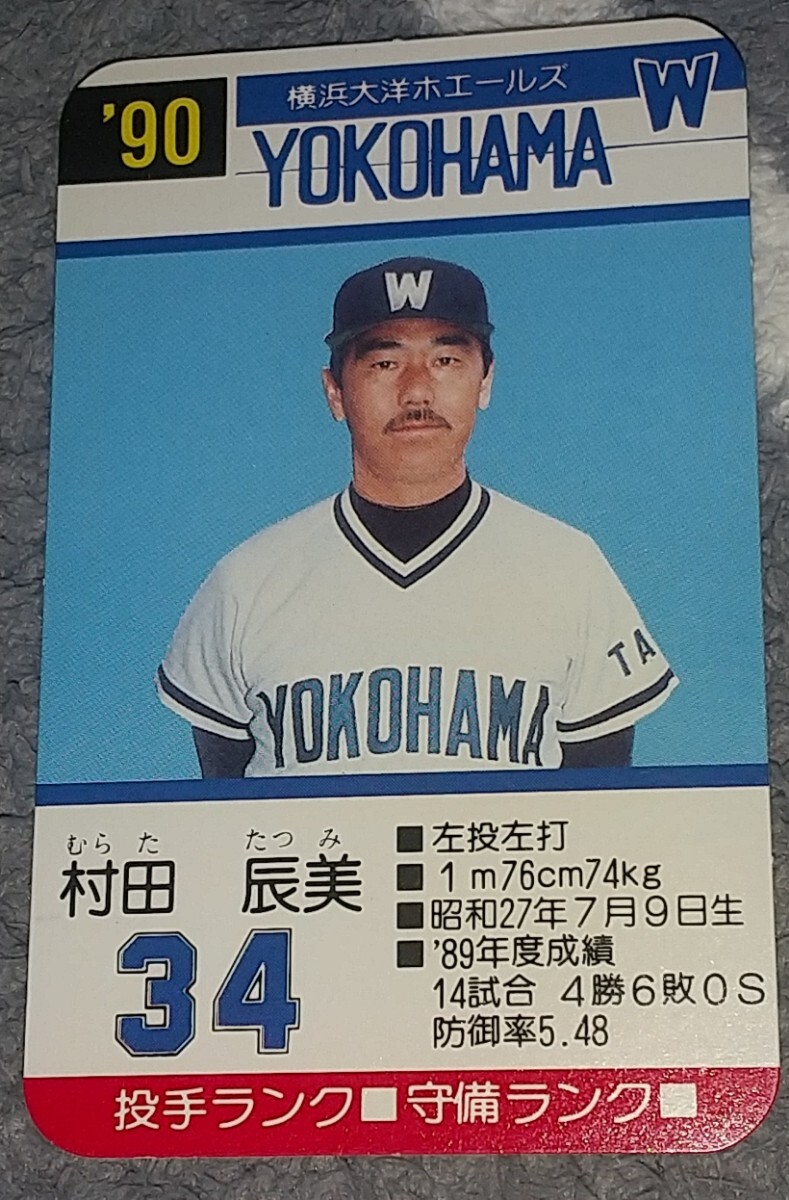 '90
横浜大洋ホエールズ
W
YOKOHAMA
W
TA
YOKOHAMA
むらた たつみ
村田 辰美
34
■左投左打
■1m76cm74kg
■昭和27年7月9日生
■'89年度成績
14試合 4勝6敗0S
防御率5.48
投手ランク■守備ランク■